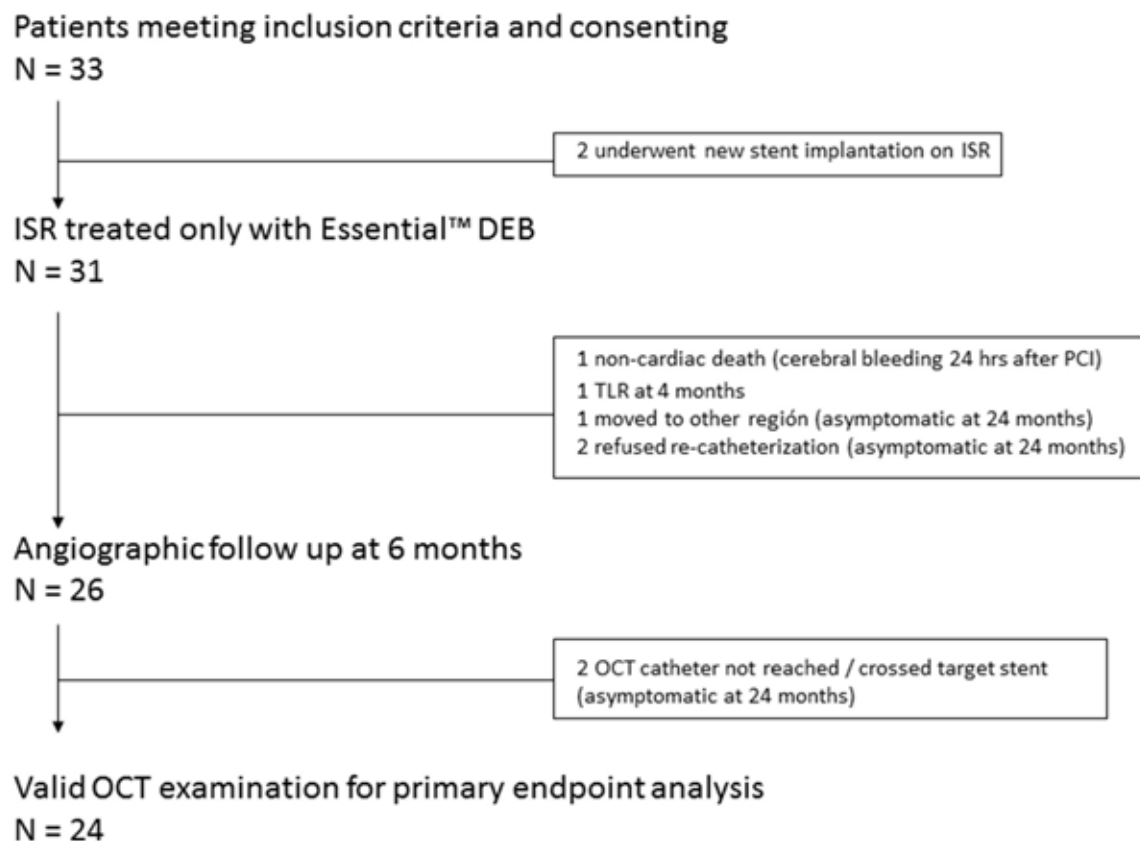 Patients meeting inclusion criteria and consenting
N = 33
2 underwent new stent implantation on ISR
ISR treated only with Essential™ DEB
N = 31
1 non-cardiac death (cerebral bleeding 24 hrs after PCI)
1 TLR at 4 months
1 moved to other región (asymptomatic at 24 months)
2 refused re-catheterization (asymptomatic at 24 months)
Angiographic follow up at 6 months
N = 26
2 OCT catheter not reached / crossed target stent
(asymptomatic at 24 months)
Valid OCT examination for primary endpoint analysis
N = 24